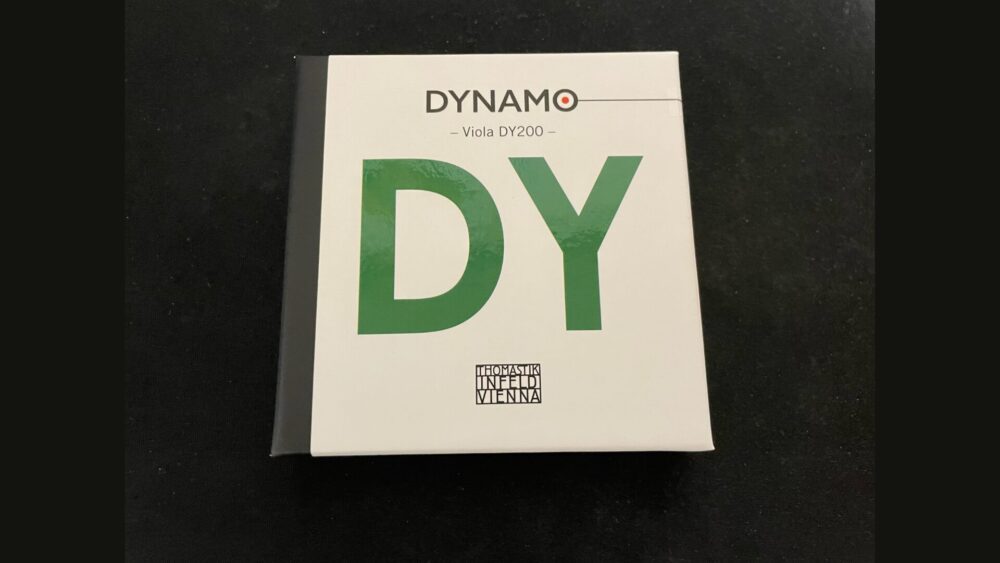 DYNAMO
– Viola DY200 –
DY
THOMASTIK
INFELD
VIENNA